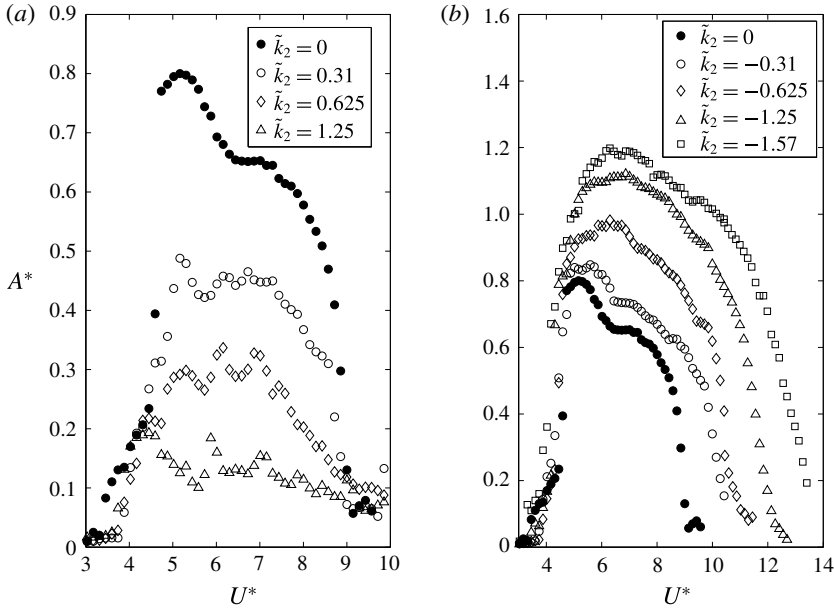 (a)
0.9
0.8
0.7
0.6
0.5
0.4
0.3
0.2
0.1
0
A*
k̃₂ = 0
k̃₂ = 0.31
k̃₂ = 0.625
k̃₂ = 1.25
3 4 5 6 7 8 9 10
U*
(b)
1.6
1.4
1.2
1.0
0.8
0.6
0.4
0.2
0
k̃₂ = 0
k̃₂ = −0.31
k̃₂ = −0.625
k̃₂ = −1.25
k̃₂ = −1.57
4 6 8 10 12 14
U*